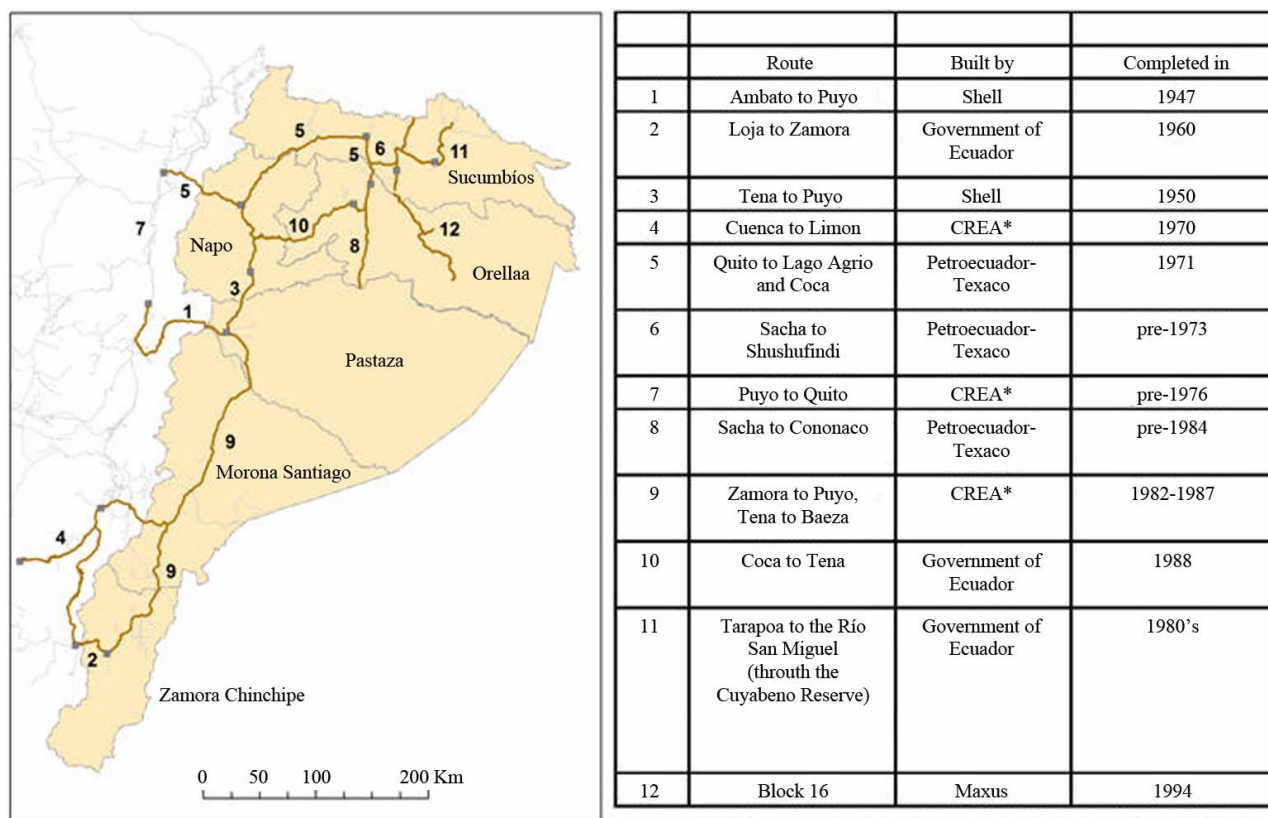 5
6
11
5
Sucumbíos
5
7
10
12
Napo
8
Orellaa
3
1
Pastaza
9
Morona Santiago
4
9
2
Zamora Chinchipe
0 50 100 200 Km
Route Built by Completed in
1 Ambato to Puyo Shell 1947
2 Loja to Zamora Government of 1960
Ecuador
3 Tena to Puyo Shell 1950
4 Cuenca to Limon CREA* 1970
5 Quito to Lago Agrio Petroecuador- 1971
and Coca Texaco
6 Sacha to Petroecuador- pre-1973
Shushufindi Texaco
7 Puyo to Quito CREA* pre-1976
8 Sacha to Cononaco Petroecuador- pre-1984
Texaco
9 Zamora to Puyo, CREA* 1982-1987
Tena to Baeza
10 Coca to Tena Government of 1988
Ecuador
11 Tarapoa to the Río Government of 1980’s
San Miguel Ecuador
(throuth the
Cuyabeno Reserve)
12 Block 16 Maxus 1994